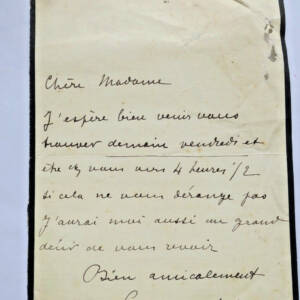 Chère Madame
J'espère bien venir vous
trouver demain vendredi et
être chez vous vers 4 heures 1/2
si cela ne vous dérange pas
J'aurai moi aussi un grand
désir de vous revoir
Bien amicalement